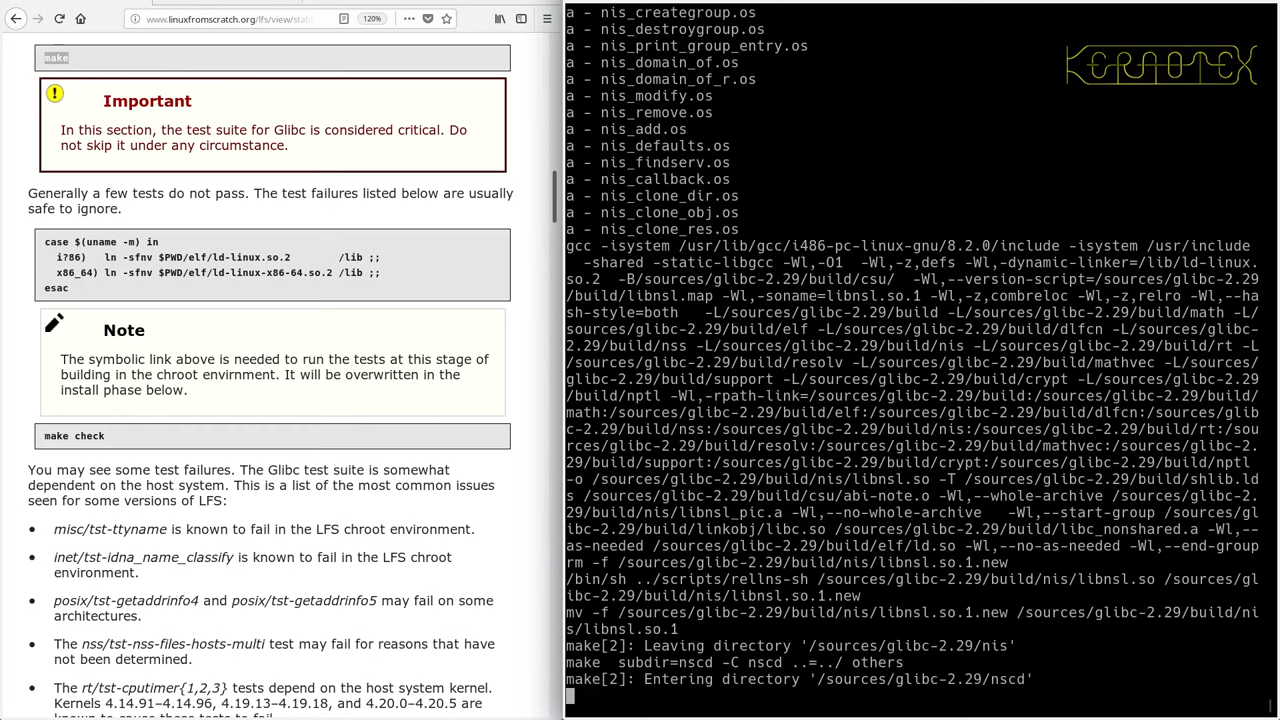 www.linuxfromscratch.org/lfs/view/stab
120%
make
Important
In this section, the test suite for Glibc is considered critical. Do
not skip it under any circumstance.
Generally a few tests do not pass. The test failures listed below are usually
safe to ignore.
case $(uname -m) in
i?86) ln -sfnv $PWD/elf/ld-linux.so.2 /lib ;;
x86_64) ln -sfnv $PWD/elf/ld-linux-x86-64.so.2 /lib ;;
esac
Note
The symbolic link above is needed to run the tests at this stage of
building in the chroot envirnment. It will be overwritten in the
install phase below.
make check
You may see some test failures. The Glibc test suite is somewhat
dependent on the host system. This is a list of the most common issues
seen for some versions of LFS:
• misc/tst-ttyname is known to fail in the LFS chroot environment.
• inet/tst-idna_name_classify is known to fail in the LFS chroot
environment.
• posix/tst-getaddrinfo4 and posix/tst-getaddrinfo5 may fail on some
architectures.
• The nss/tst-nss-files-hosts-multi test may fail for reasons that have
not been determined.
• The rt/tst-cputimer{1,2,3} tests depend on the host system kernel.
Kernels 4.14.91–4.14.96, 4.19.13–4.19.18, and 4.20.0–4.20.5 are
known to cause these tests to fail.
KERAOTEX
a - nis_creategroup.os
a - nis_destroygroup.os
a - nis_print_group_entry.os
a - nis_domain_of.os
a - nis_domain_of_r.os
a - nis_modify.os
a - nis_remove.os
a - nis_add.os
a - nis_defaults.os
a - nis_findserv.os
a - nis_callback.os
a - nis_clone_dir.os
a - nis_clone_obj.os
a - nis_clone_res.os
gcc -isystem /usr/lib/gcc/i486-pc-linux-gnu/8.2.0/include -isystem /usr/include
-shared -static-libgcc -Wl,-O1 -Wl,-z,defs -Wl,-dynamic-linker=/lib/ld-linux.
so.2 -B/sources/glibc-2.29/build/csu/ -Wl,--version-script=/sources/glibc-2.29
/build/libnsl.map -Wl,-soname=libnsl.so.1 -Wl,-z,combreloc -Wl,-z,relro -Wl,--ha
sh-style=both -L/sources/glibc-2.29/build -L/sources/glibc-2.29/build/math -L/
sources/glibc-2.29/build/elf -L/sources/glibc-2.29/build/dlfcn -L/sources/glibc-
2.29/build/nss -L/sources/glibc-2.29/build/nis -L/sources/glibc-2.29/build/rt -L
/sources/glibc-2.29/build/resolv -L/sources/glibc-2.29/build/mathvec -L/sources/
glibc-2.29/build/support -L/sources/glibc-2.29/build/crypt -L/sources/glibc-2.29
/build/nptl -Wl,-rpath-link=/sources/glibc-2.29/build:/sources/glibc-2.29/build/
math:/sources/glibc-2.29/build/elf:/sources/glibc-2.29/build/dlfcn:/sources/glib
c-2.29/build/nss:/sources/glibc-2.29/build/nis:/sources/glibc-2.29/build/rt:/sou
rces/glibc-2.29/build/resolv:/sources/glibc-2.29/build/mathvec:/sources/glibc-2.
29/build/support:/sources/glibc-2.29/build/crypt:/sources/glibc-2.29/build/nptl
-o /sources/glibc-2.29/build/nis/libnsl.so -T /sources/glibc-2.29/build/shlib.ld
s /sources/glibc-2.29/build/csu/abi-note.o -Wl,--whole-archive /sources/glibc-2.
29/build/nis/libnsl_pic.a -Wl,--no-whole-archive -Wl,--start-group /sources/gl
ibc-2.29/build/linkobj/libc.so /sources/glibc-2.29/build/libc_nonshared.a -Wl,--
as-needed /sources/glibc-2.29/build/elf/ld.so -Wl,--no-as-needed -Wl,--end-group
rm -f /sources/glibc-2.29/build/nis/libnsl.so.1.new
/bin/sh ../scripts/rellns-sh /sources/glibc-2.29/build/nis/libnsl.so /sources/gl
ibc-2.29/build/nis/libnsl.so.1.new
mv -f /sources/glibc-2.29/build/nis/libnsl.so.1.new /sources/glibc-2.29/build/ni
s/libnsl.so.1
make[2]: Leaving directory '/sources/glibc-2.29/nis'
make subdir=nscd -C nscd ..=../ others
make[2]: Entering directory '/sources/glibc-2.29/nscd'